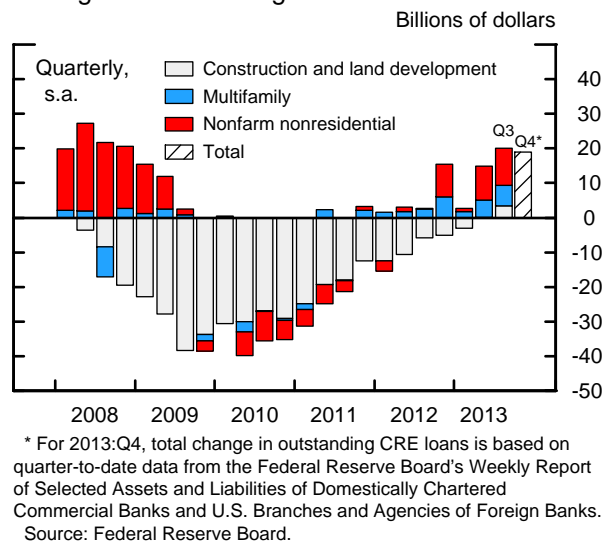 Billions of dollars
Quarterly,
s.a.
Construction and land development
Multifamily
Nonfarm nonresidential
Total
Q3
Q4*
40
30
20
10
0
-10
-20
-30
-40
-50
2008 2009 2010 2011 2012 2013
* For 2013:Q4, total change in outstanding CRE loans is based on
quarter-to-date data from the Federal Reserve Board's Weekly Report
of Selected Assets and Liabilities of Domestically Chartered
Commercial Banks and U.S. Branches and Agencies of Foreign Banks.
Source: Federal Reserve Board.